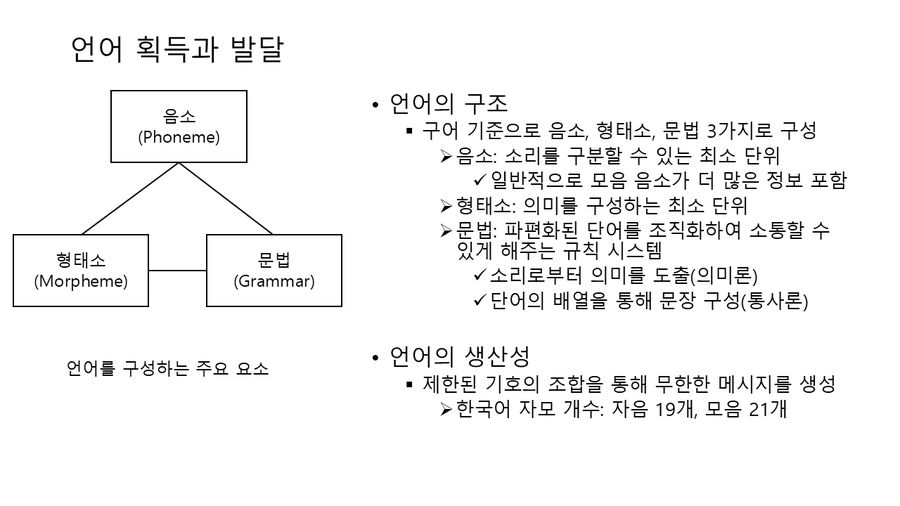 언어 획득과 발달
음소
(Phoneme)
형태소
(Morpheme)
문법
(Grammar)
언어를 구성하는 주요 요소
• 언어의 구조
▪ 구어 기준으로 음소, 형태소, 문법 3가지로 구성
➢음소: 소리를 구분할 수 있는 최소 단위
✓일반적으로 모음 음소가 더 많은 정보 포함
➢형태소: 의미를 구성하는 최소 단위
➢문법: 파편화된 단어를 조직화하여 소통할 수
있게 해주는 규칙 시스템
✓소리로부터 의미를 도출(의미론)
✓단어의 배열을 통해 문장 구성(통사론)
• 언어의 생산성
▪ 제한된 기호의 조합을 통해 무한한 메시지를 생성
➢한국어 자모 개수: 자음 19개, 모음 21개